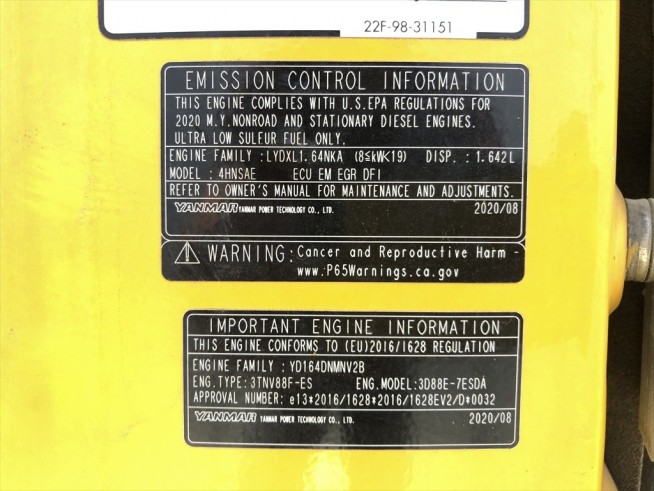 22F-98-31151
EMISSION CONTROL INFORMATION
THIS ENGINE COMPLIES WITH U.S.EPA REGULATIONS FOR
2020 M.Y.NONROAD AND STATIONARY DIESEL ENGINES.
ULTRA LOW SULFUR FUEL ONLY.
ENGINE FAMILY :LYDXL1.64NKA (8≦kW<19) DISP. : 1.642L
MODEL : 4HNSAE ECU EM EGR DFI
REFER TO OWNER'S MANUAL FOR MAINTENANCE AND ADJUSTMENTS.
YANMAR YANMAR POWER TECHNOLOGY CO., LTD. 2020/08
WARNING: Cancer and Reproductive Harm -
www.P65Warnings.ca.gov
IMPORTANT ENGINE INFORMATION
THIS ENGINE CONFORMS TO (EU)2016/1628 REGULATION
ENGINE FAMILY : YD164DNMNV2B
ENG.TYPE:3TNV88F-ES ENG.MODEL:3D88E-7ESDA
APPROVAL NUMBER: e13*2016/1628*2016/1628EV2/D*0032
YANMAR YANMAR POWER TECHNOLOGY CO., LTD. 2020/08